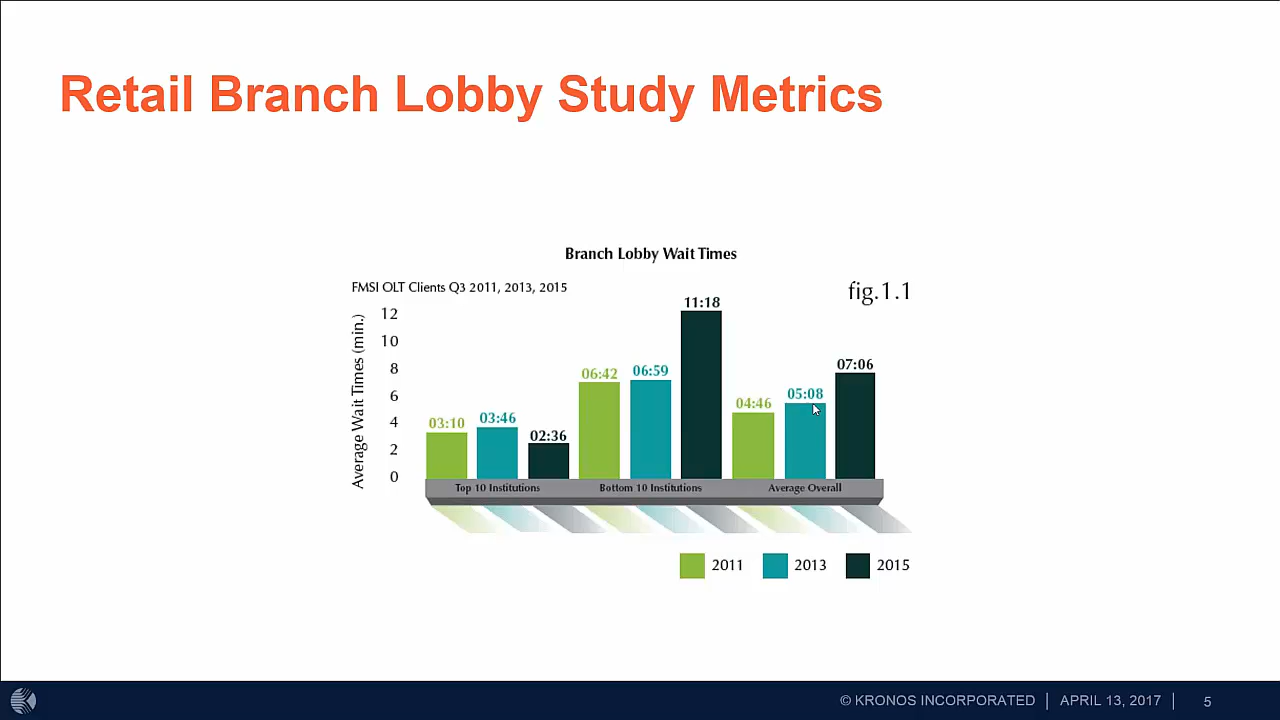 Retail Branch Lobby Study Metrics
Branch Lobby Wait Times
FMSI OLT Clients Q3 2011, 2013, 2015
fig.1.1
Average Wait Times (min.)
12
10
8
6
4
2
0
03:10
03:46
02:36
06:42
06:59
11:18
04:46
05:08
07:06
Top 10 Institutions
Bottom 10 Institutions
Average Overall
2011
2013
2015
© KRONOS INCORPORATED | APRIL 13, 2017 | 5